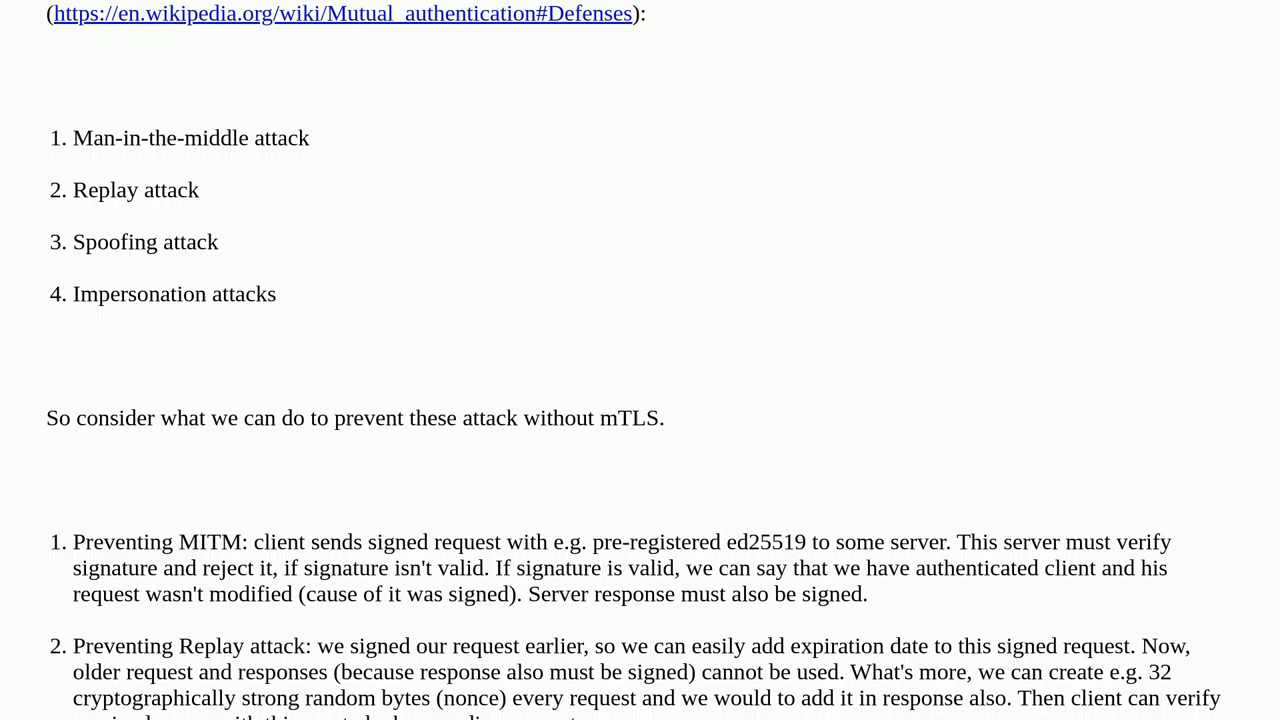 (https://en.wikipedia.org/wiki/Mutual_authentication#Defenses):
1. Man-in-the-middle attack
2. Replay attack
3. Spoofing attack
4. Impersonation attacks
So consider what we can do to prevent these attack without mTLS.
1. Preventing MITM: client sends signed request with e.g. pre-registered ed25519 to some server. This server must verify
signature and reject it, if signature isn't valid. If signature is valid, we can say that we have authenticated client and his
request wasn't modified (cause of it was signed). Server response must also be signed.
2. Preventing Replay attack: we signed our request earlier, so we can easily add expiration date to this signed request. Now,
older request and responses (because response also must be signed) cannot be used. What's more, we can create e.g. 32
cryptographically strong random bytes (nonce) every request and we would to add it in response also. Then client can verify